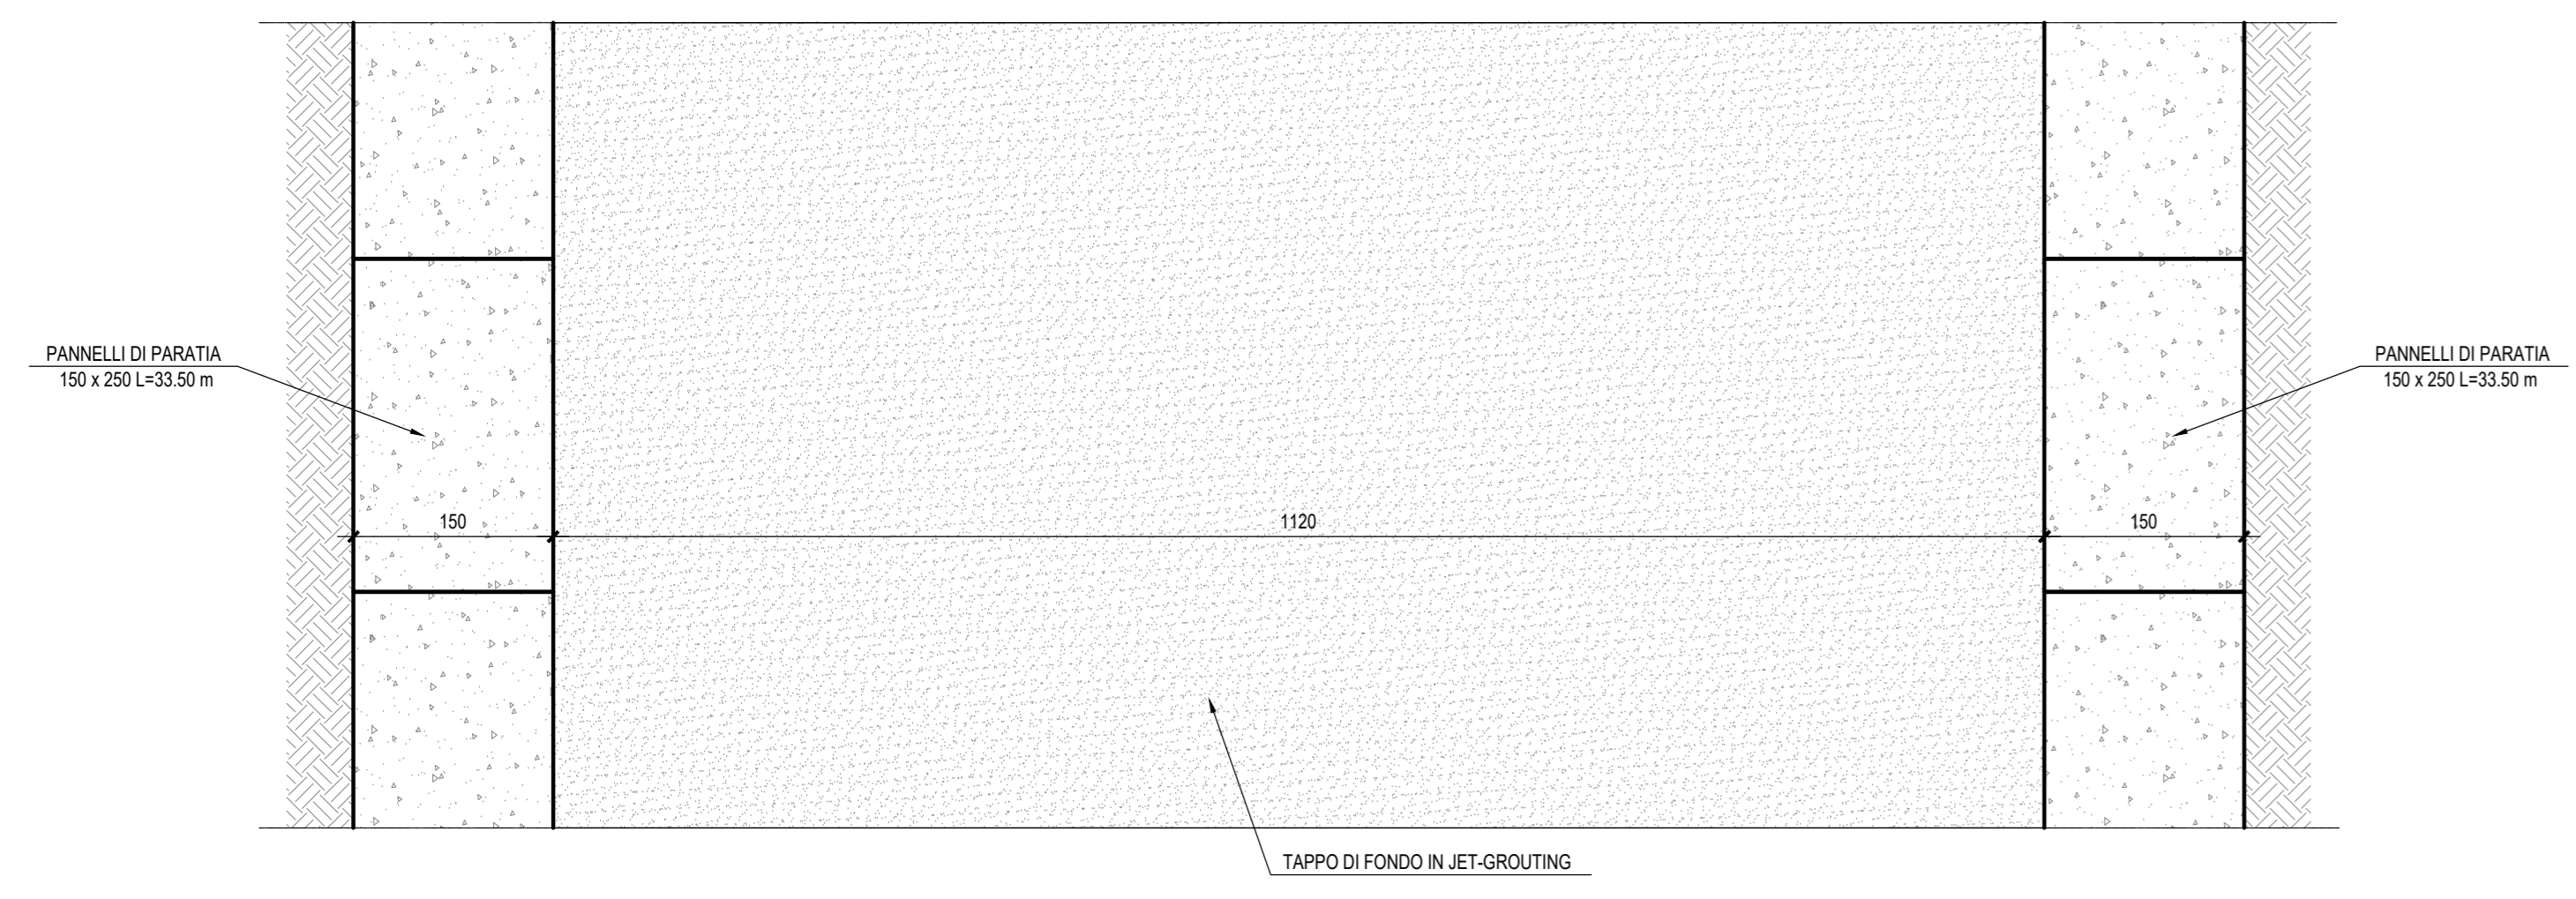 PANNELLI DI PARATIA
150 x 250 L=33.50 m
PANNELLI DI PARATIA
150 x 250 L=33.50 m
150
1120
150
TAPPO DI FONDO IN JET-GROUTING